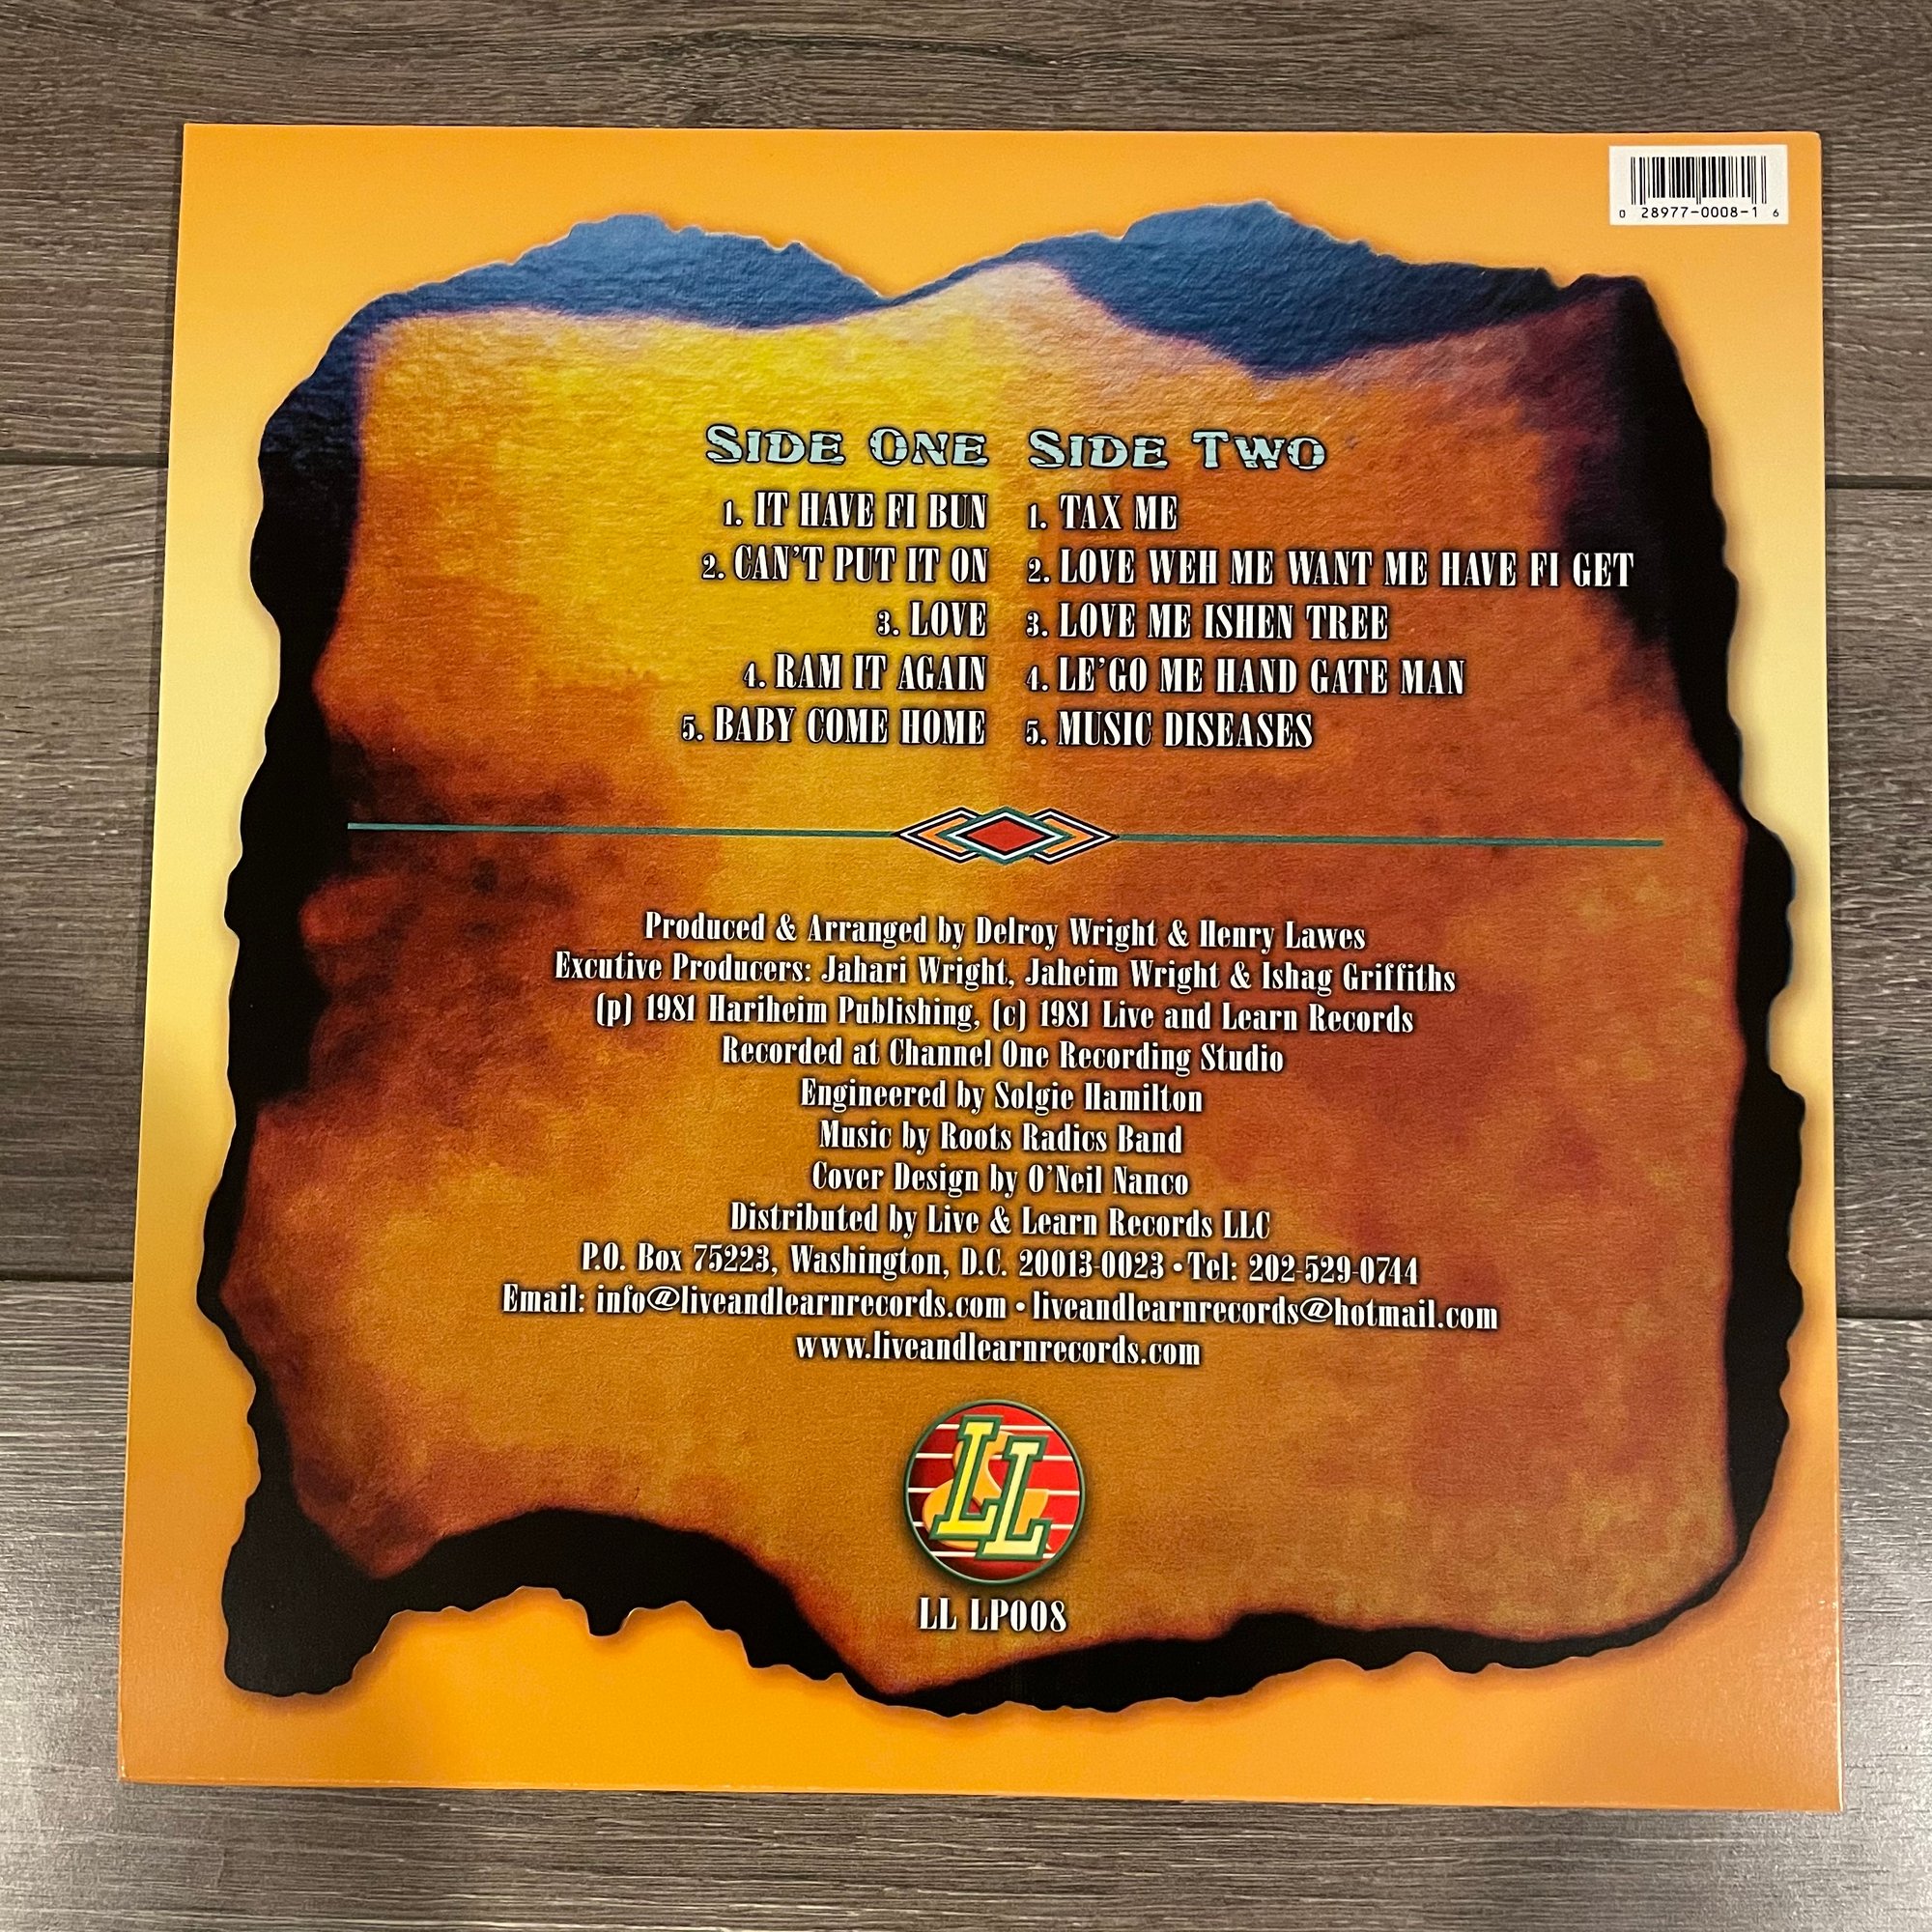 0 28977-0008-1 6
SIDE ONE
1. IT HAVE FI BUN
2. CAN'T PUT IT ON
3. LOVE
4. RAM IT AGAIN
5. BABY COME HOME
SIDE TWO
1. TAX ME
2. LOVE WEH ME WANT ME HAVE FI GET
3. LOVE ME ISHEN TREE
4. LE'GO ME HAND GATE MAN
5. MUSIC DISEASES
Produced & Arranged by Delroy Wright & Henry Lawes
Excutive Producers: Jahari Wright, Jaheim Wright & Ishag Griffiths
(p) 1981 Hariheim Publishing, (c) 1981 Live and Learn Records
Recorded at Channel One Recording Studio
Engineered by Solgie Hamilton
Music by Roots Radics Band
Cover Design by O'Neil Nanco
Distributed by Live & Learn Records LLC
P.O. Box 75223, Washington, D.C. 20013-0023 • Tel: 202-529-0744
Email: info@liveandlearnrecords.com • liveandlearnrecords@hotmail.com
www.liveandlearnrecords.com
LL
LL LP008